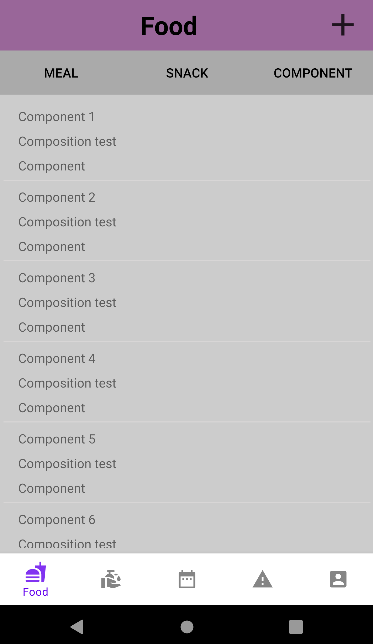 Food
MEAL SNACK COMPONENT
Component 1
Composition test
Component
Component 2
Composition test
Component
Component 3
Composition test
Component
Component 4
Composition test
Component
Component 5
Composition test
Component
Component 6
Composition test
Food